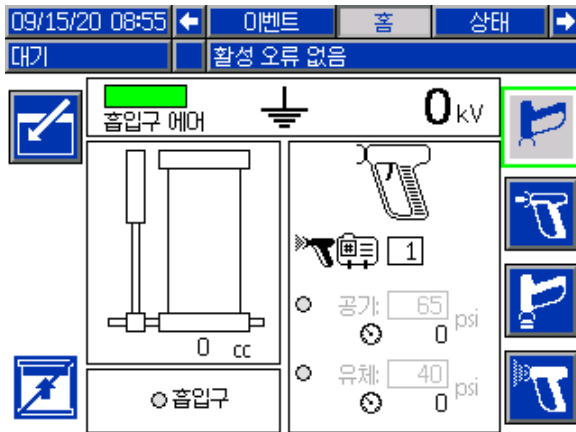 09/15/20 08:55 이벤트 홈 상태
대기 활성 오류 없음
흡입구 에어 0 kV
# 1
공기: 65 psi
0
0 cc
유체: 40 psi
0
흡입구